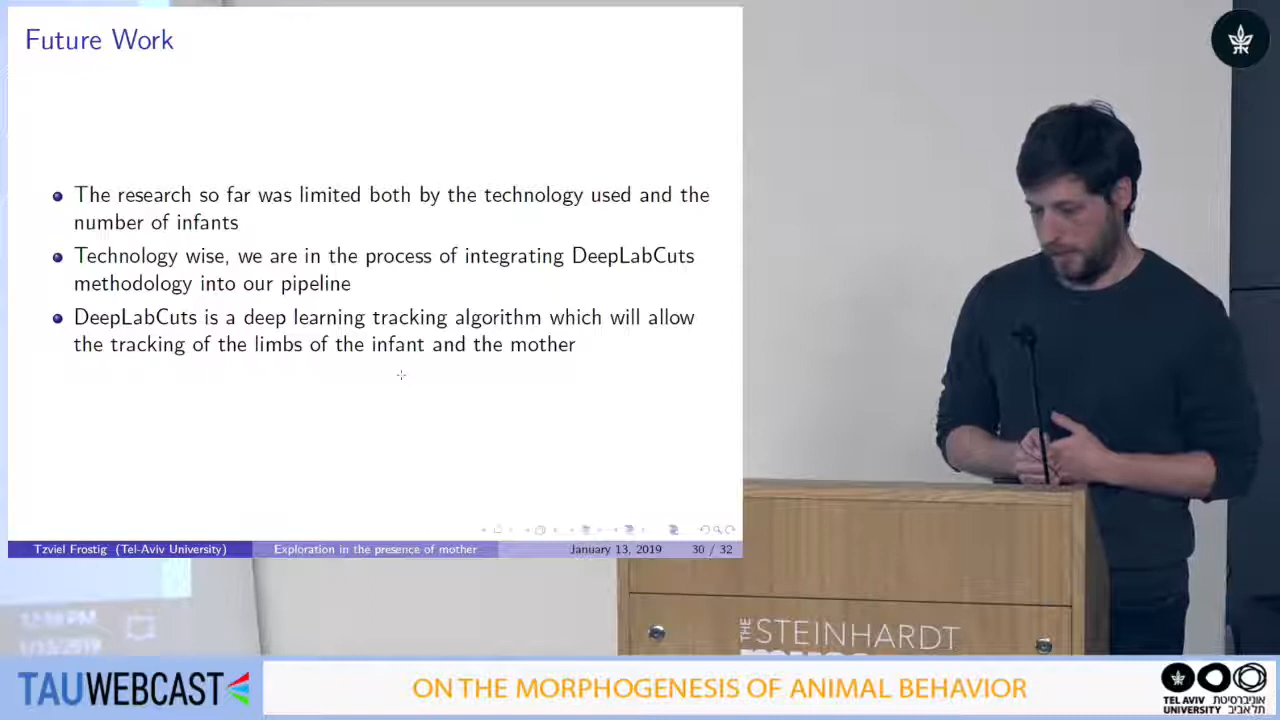 Future Work
The research so far was limited both by the technology used and the
number of infants
Technology wise, we are in the process of integrating DeepLabCuts
methodology into our pipeline
DeepLabCuts is a deep learning tracking algorithm which will allow
the tracking of the limbs of the infant and the mother
Tzviel Frostig (Tel-Aviv University) Exploration in the presence of mother January 13, 2019 30 / 32
1/13/2019
THE STEINHARDT
TAUWEBCAST
ON THE MORPHOGENESIS OF ANIMAL BEHAVIOR
TEL AVIV אוניברסיטת
UNIVERSITY תל אביב